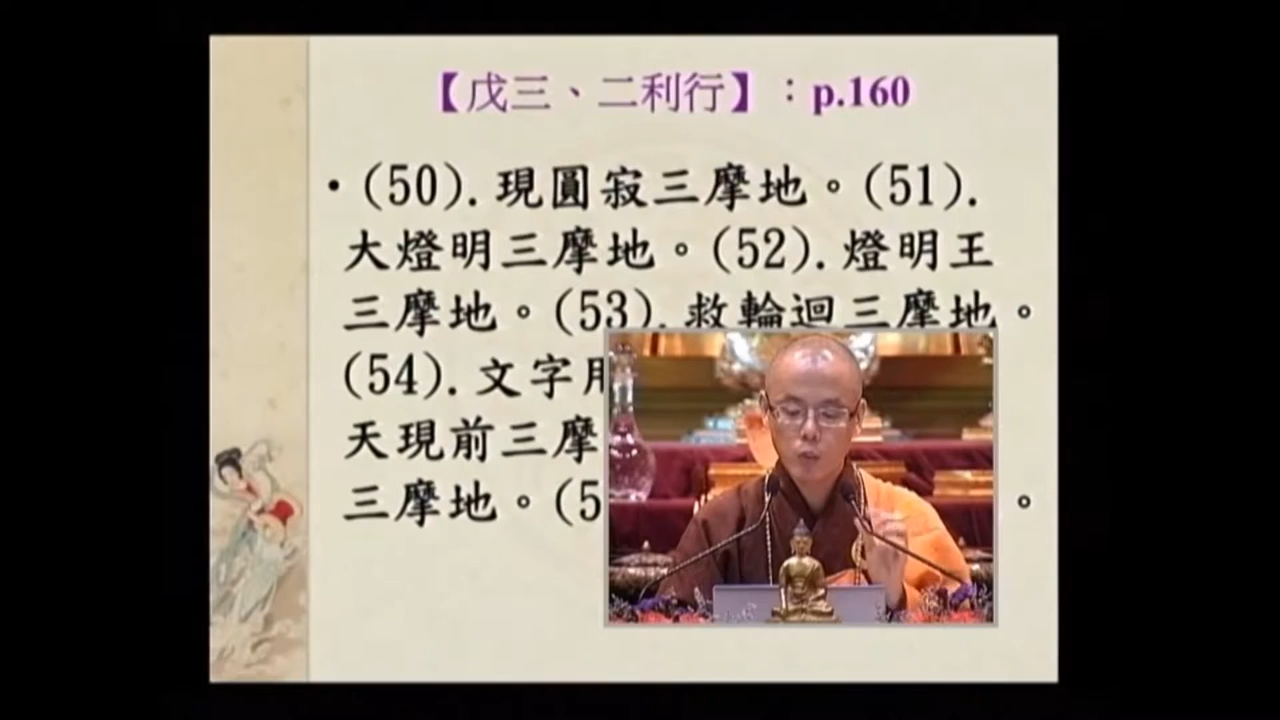 【戊三、二利行】：p.160
•(50).現圓寂三摩地。(51).
大燈明三摩地。(52).燈明王
三摩地。(53).救輪迴三摩地。
(54).文字
天現前三摩
三摩地。(5 。